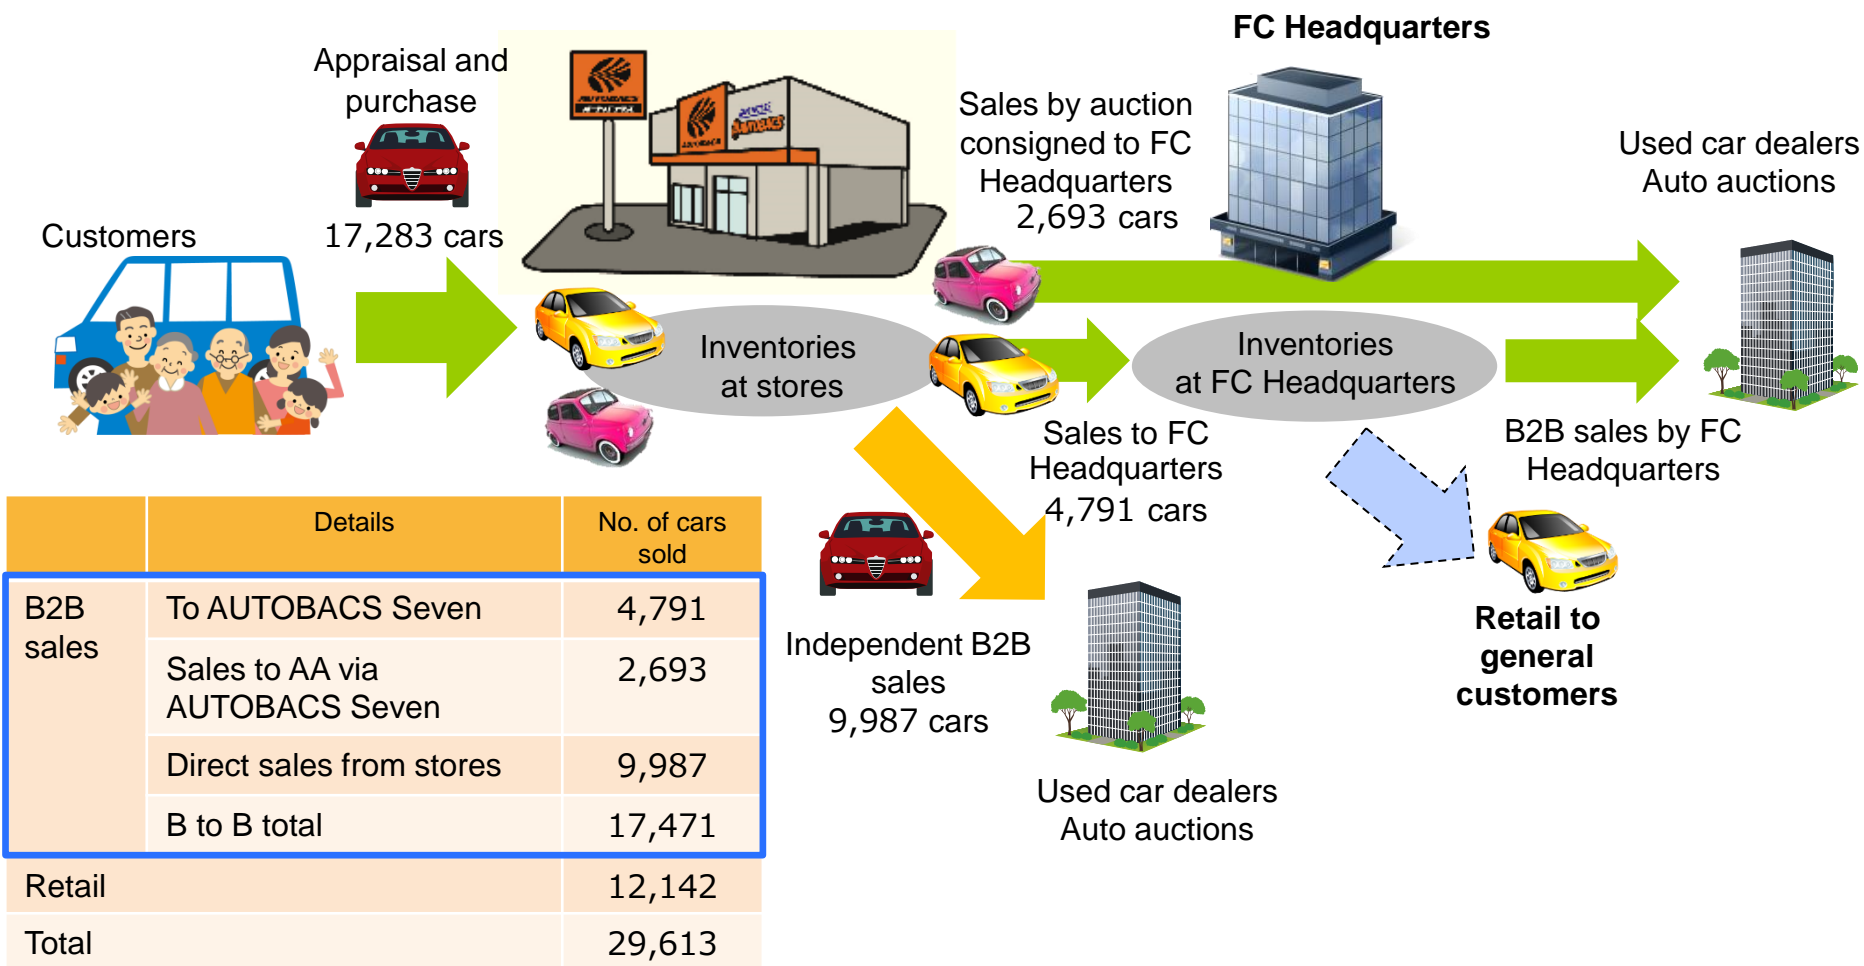 FC Headquarters
Appraisal and
purchase
17,283 cars
Customers
AUTOBACS
AUTOBACS
Sales by auction
consigned to FC
Headquarters
2,693 cars
Used car dealers
Auto auctions
Inventories
at stores
Inventories
at FC Headquarters
Sales to FC
Headquarters
4,791 cars
B2B sales by FC
Headquarters
Independent B2B
sales
9,987 cars
Used car dealers
Auto auctions
Retail to
general
customers
Details
No. of cars
sold
B2B
sales
To AUTOBACS Seven
4,791
Sales to AA via
AUTOBACS Seven
2,693
Direct sales from stores
9,987
B to B total
17,471
Retail
12,142
Total
29,613